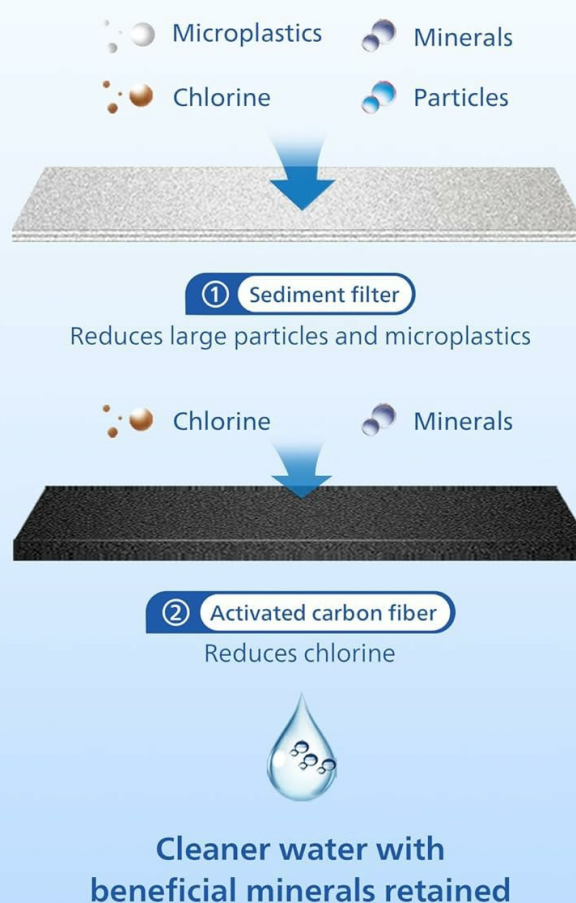 Microplastics Minerals
Chlorine Particles
① Sediment filter
Reduces large particles and microplastics
Chlorine Minerals
② Activated carbon fiber
Reduces chlorine
Cleaner water with
beneficial minerals retained